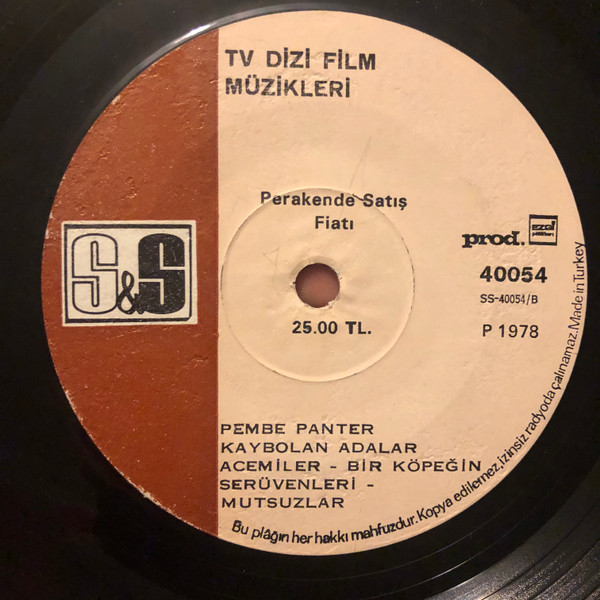 TV DİZİ FİLM
MÜZİKLERİ
Perakende Satış
Fiatı
S&S
prod.
40054
SS-40054/B
25.00 TL.
P 1978
PEMBE PANTER
KAYBOLAN ADALAR
ACEMİLER - BİR KÖPEĞİN
SERÜVENLERİ -
MUTSUZLAR
Bu plâğın her hakkı mahfuzdur. Kopya edilemez, izinsiz radyoda çalınamaz. Made in Turkey